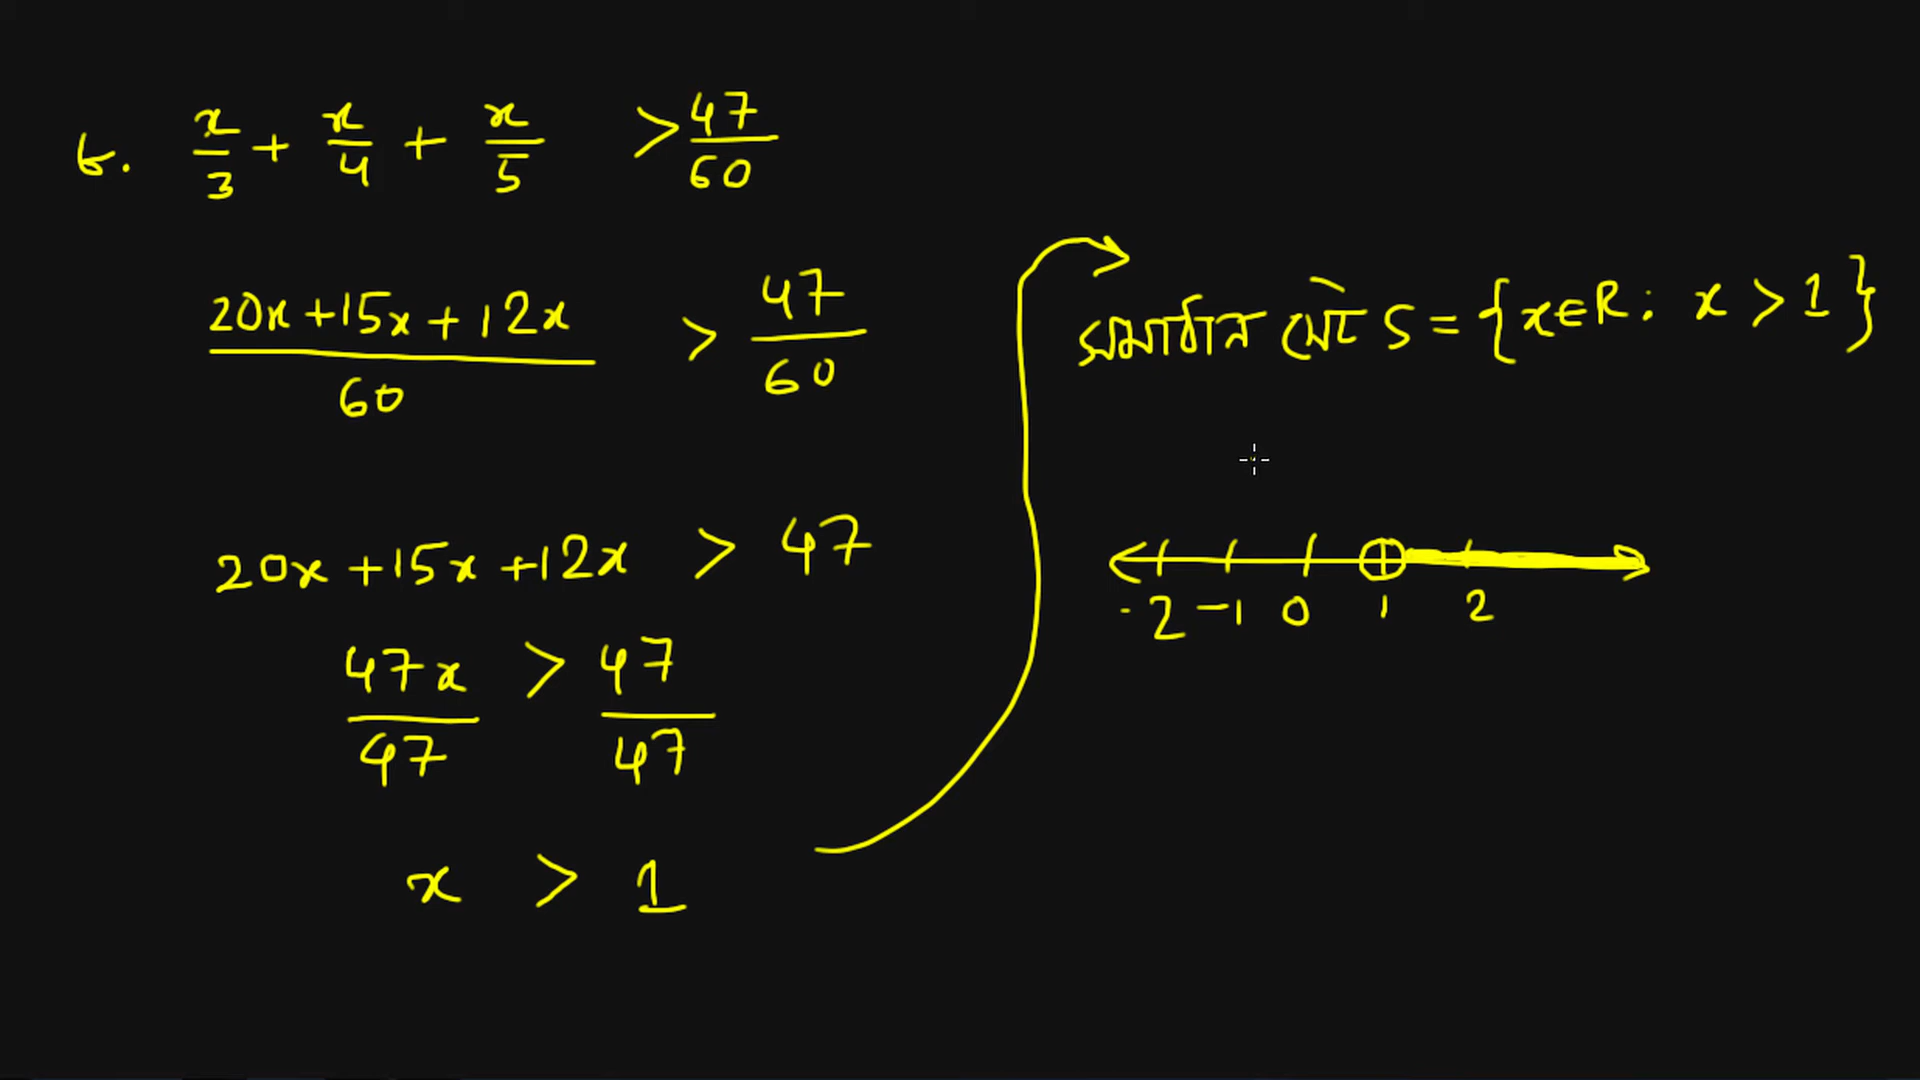 ৮. x/3 + x/4 + x/5 > 47/60
20x+15x+12x/60 > 47/60
20x+15x+12x > 47
47x/47 > 47/47
x > 1
সমাধান সেট S = {x∈R: x > 1}
-2 -1 0 1 2